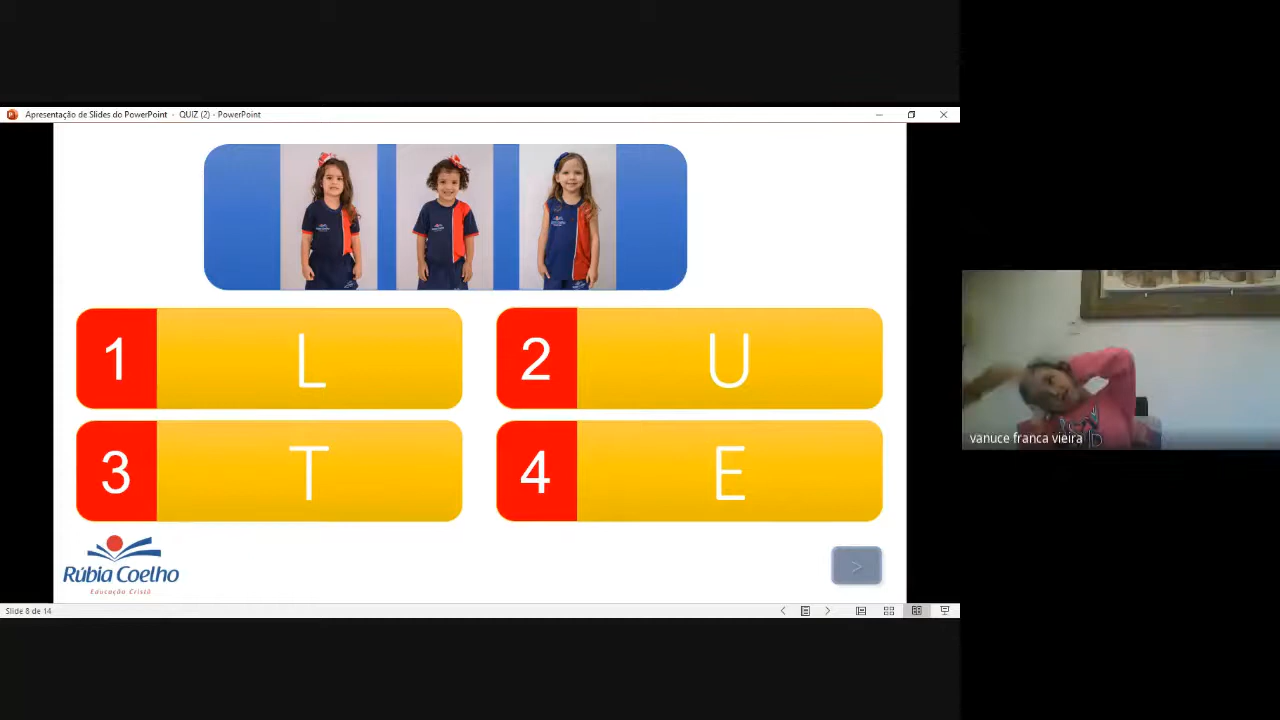 Apresentação de Slides do PowerPoint - QUIZ (2) - PowerPoint
1 L
2 U
3 T
4 E
>
Rúbia Coelho
Educação Cristã
Slide 8 de 14
vanuce franca vieira